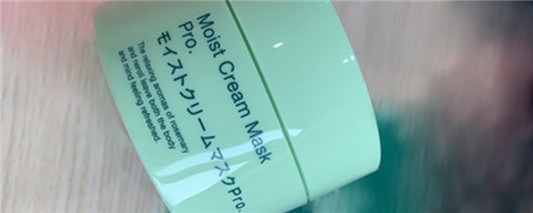 Moist Cream Mask
Pro.
モイストクリームマスクPro.
The relaxing aromas of rosemary
and neroli leave both the body
and mind feeling refreshed.